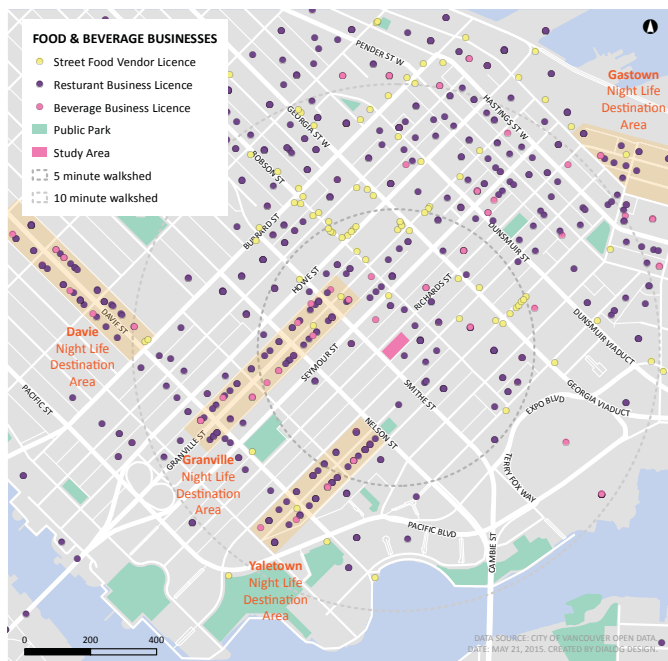 FOOD & BEVERAGE BUSINESSES
Street Food Vendor Licence
Resturant Business Licence
Beverage Business Licence
Public Park
Study Area
5 minute walkshed
10 minute walkshed
PENDER ST W
HASTINGS ST W
GEORGIA ST W
ROBSON ST
BURRARD ST
HOWE ST
DUNSMUIR ST
RICHARDS ST
SEYMOUR ST
SMITHE ST
NELSON ST
DAVIE ST
PACIFIC ST
GRANVILLE ST
DUNSMUIR VIADUCT
GEORGIA VIADUCT
EXPO BLVD
TERRY FOX WAY
PACIFIC BLVD
CAMBIE ST
Gastown
Night Life
Destination
Area
Davie
Night Life
Destination
Area
Granville
Night Life
Destination
Area
Yaletown
Night Life
Destination
Area
0 200 400
DATA SOURCE: CITY OF VANCOUVER OPEN DATA.
DATE: MAY 21, 2015. CREATED BY DIALOG DESIGN.